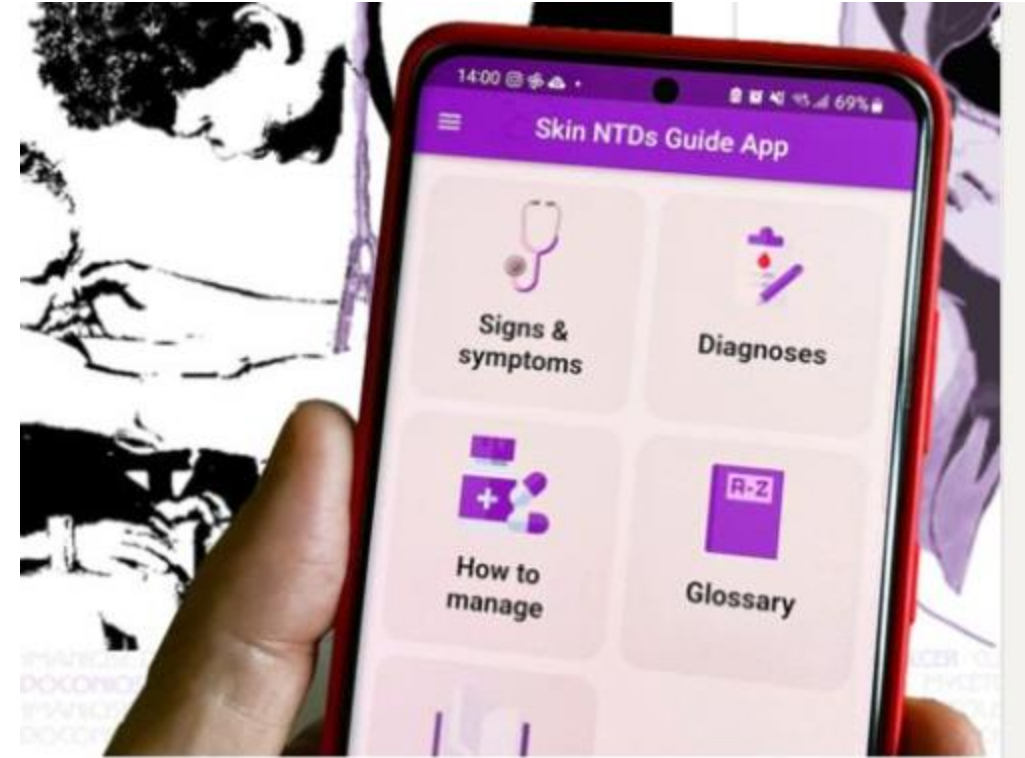 14:00
69%
Skin NTDs Guide App
Signs &
symptoms
Diagnoses
How to
manage
A-Z
Glossary